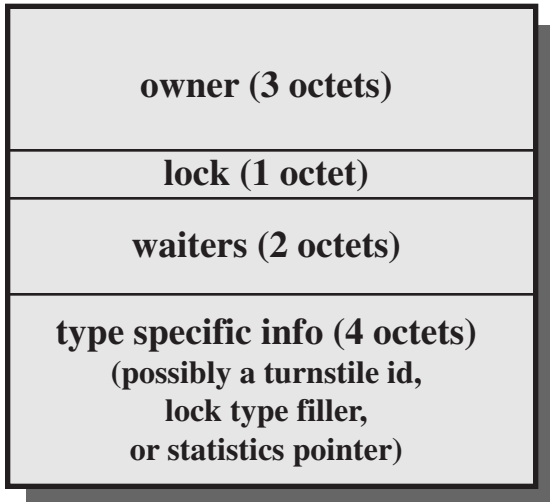 owner (3 octets)
lock (1 octet)
waiters (2 octets)
type specific info (4 octets)
(possibly a turnstile id,
lock type filler,
or statistics pointer)